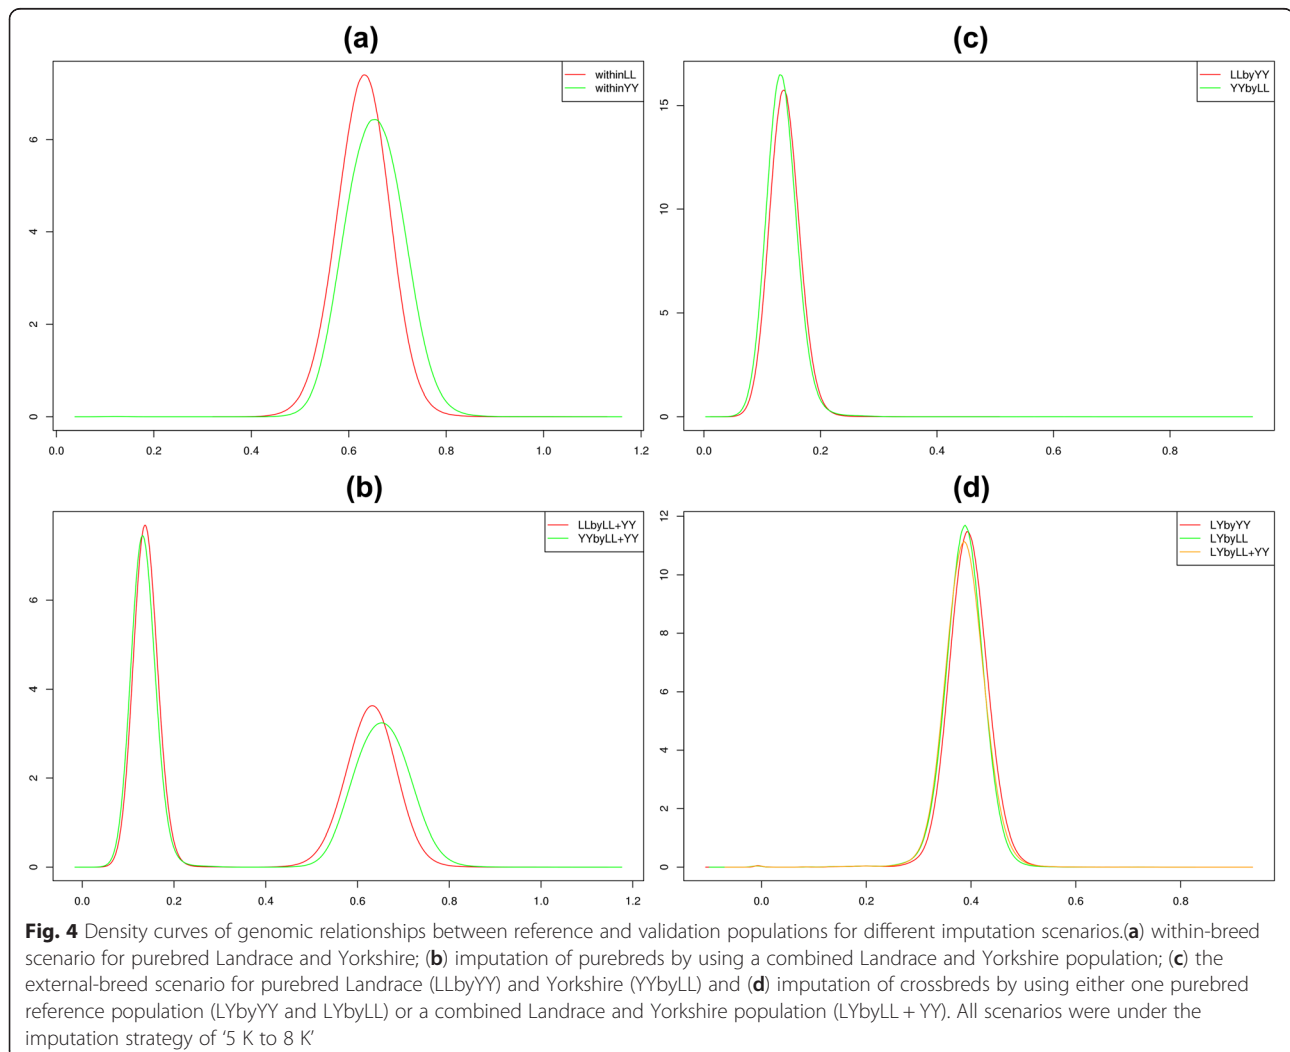 (a)
withinLL
withinYY
6
4
2
0
0.0 0.2 0.4 0.6 0.8 1.0 1.2
(c)
LLbyYY
YYbyLL
15
10
5
0
0.0 0.2 0.4 0.6 0.8
(b)
LLbyLL+YY
YYbyLL+YY
6
4
2
0
0.0 0.2 0.4 0.6 0.8 1.0 1.2
(d)
LYbyYY
LYbyLL
LYbyLL+YY
12
10
8
6
4
2
0
0.0 0.2 0.4 0.6 0.8
Fig. 4 Density curves of genomic relationships between reference and validation populations for different imputation scenarios.(a) within-breed
scenario for purebred Landrace and Yorkshire; (b) imputation of purebreds by using a combined Landrace and Yorkshire population; (c) the
external-breed scenario for purebred Landrace (LLbyYY) and Yorkshire (YYbyLL) and (d) imputation of crossbreds by using either one purebred
reference population (LYbyYY and LYbyLL) or a combined Landrace and Yorkshire population (LYbyLL + YY). All scenarios were under the
imputation strategy of ‘5 K to 8 K’